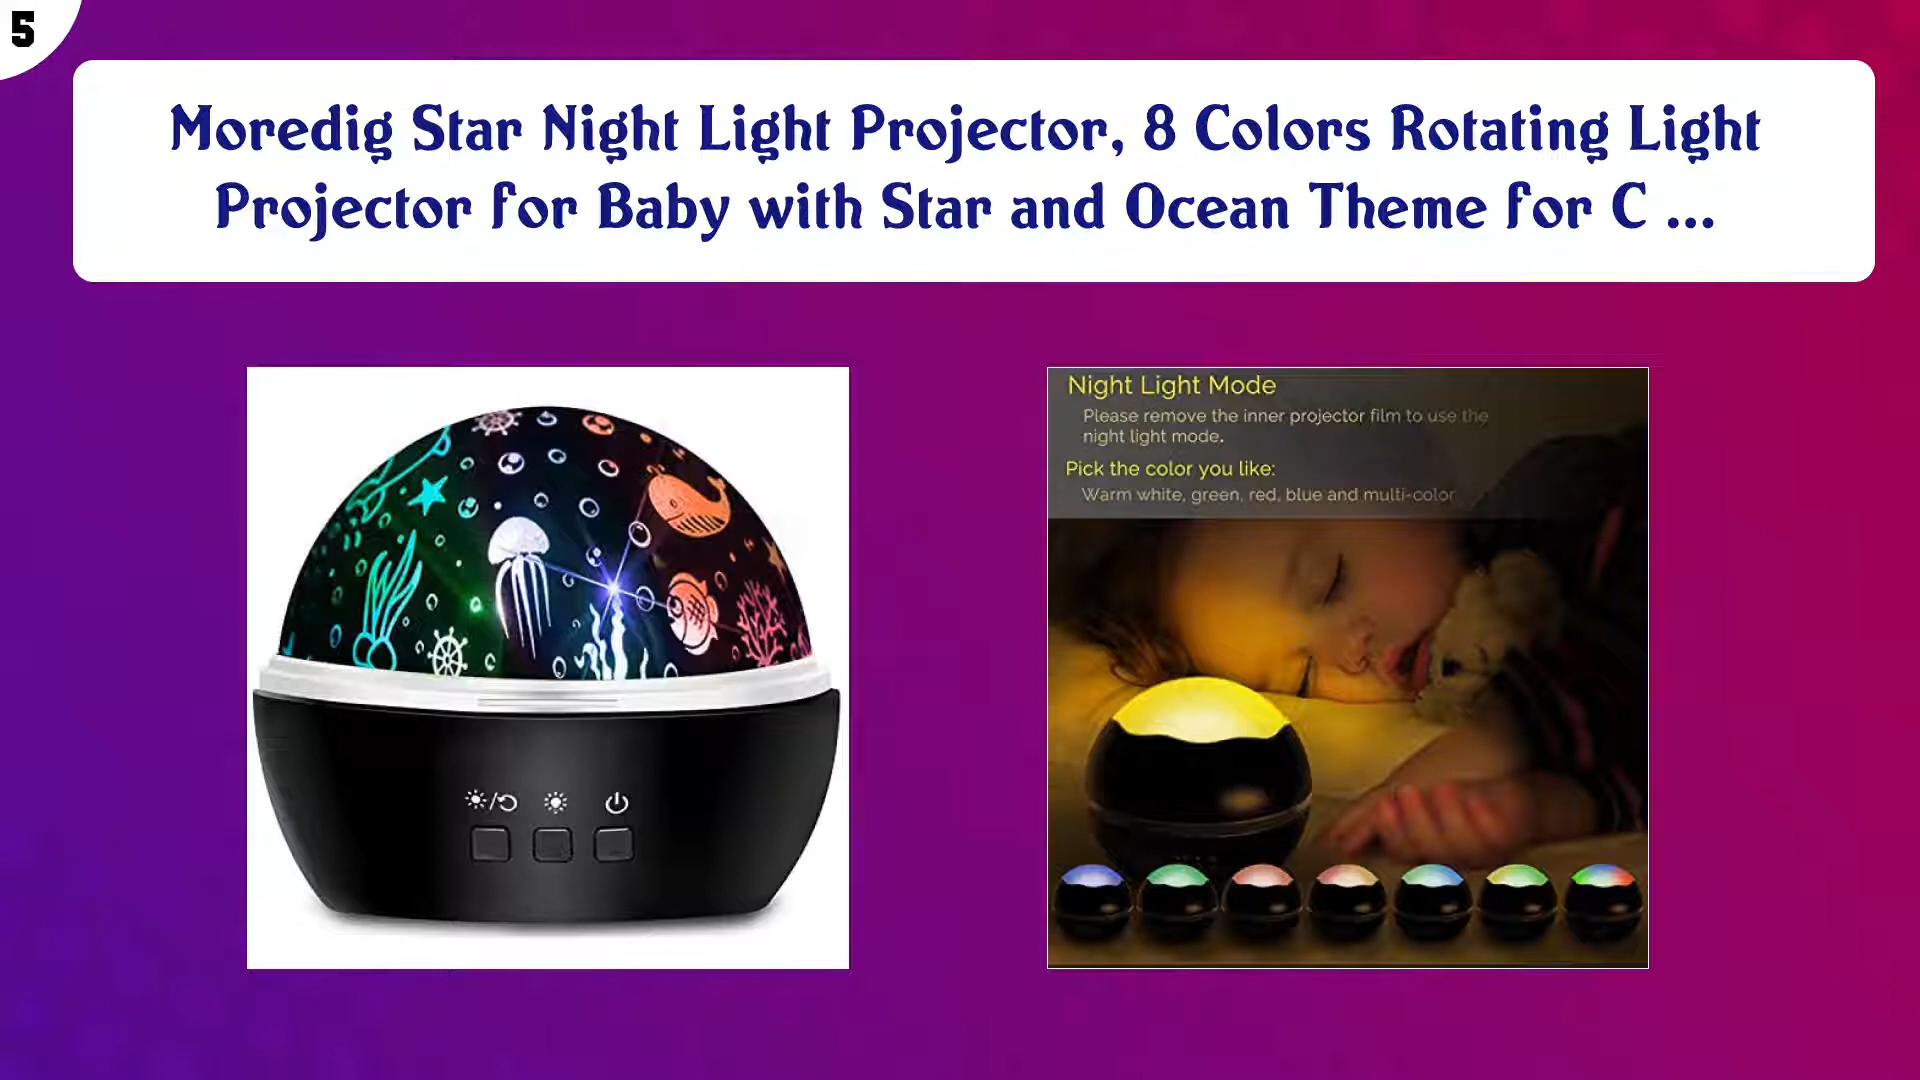 5
Moredig Star Night Light Projector, 8 Colors Rotating Light
Projector for Baby with Star and Ocean Theme for C ...
Night Light Mode
Please remove the inner projector film to use the
night light mode.
Pick the color you like:
Warm white, green, red, blue and multi-color